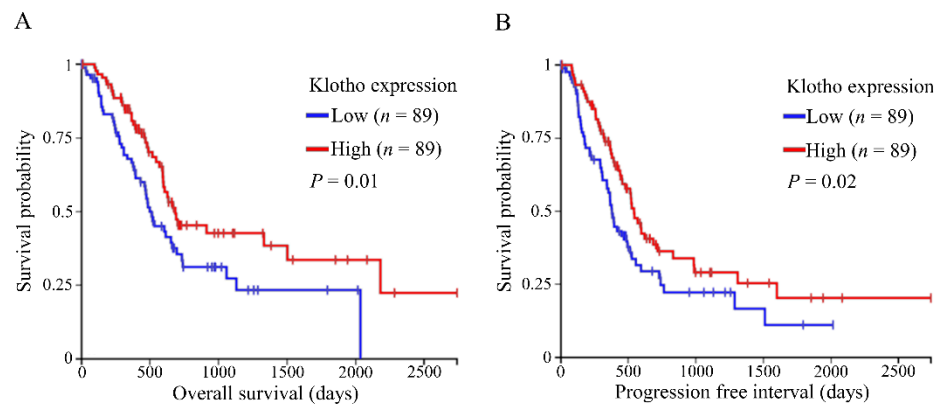 A
B
Klotho expression
Low (n = 89)
High (n = 89)
P = 0.01
Survival probability
1
0.75
0.5
0.25
0
0 500 1000 1500 2000 2500
Overall survival (days)
Klotho expression
Low (n = 89)
High (n = 89)
P = 0.02
Survival probability
1
0.75
0.5
0.25
0
0 500 1000 1500 2000 2500
Progression free interval (days)